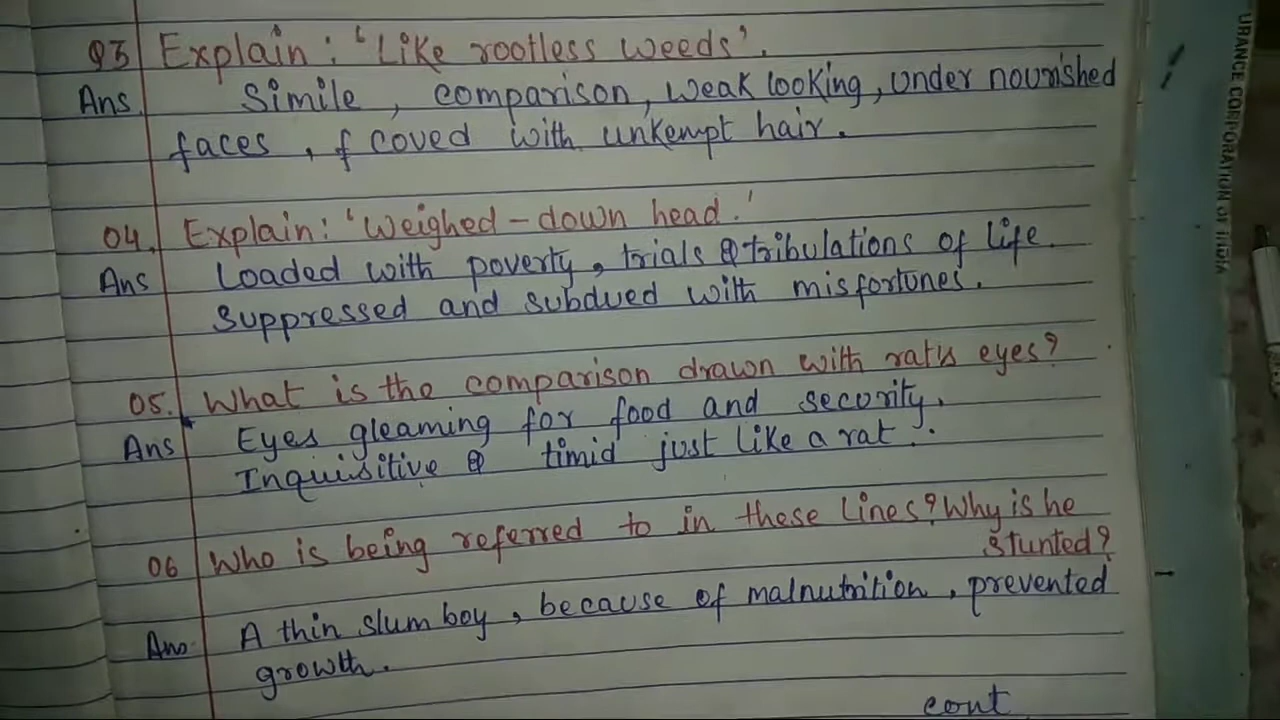 Q3 Explain: 'Like rootless weeds'.
Ans Simile, comparison, weak looking, under nourished
faces, f coved with unkempt hair.
04. Explain: 'Weighed-down head.'
Ans Loaded with poverty, trials & tribulations of life.
Suppressed and subdued with misfortunes.
05. What is the comparison drawn with rat's eyes?
Ans Eyes gleaming for food and security.
Inquisitive & timid just like a rat.
06 Who is being referred to in these lines? Why is he
stunted?
Ans A thin slum boy, because of malnutrition, prevented
growth.
cont
URANCE CORPORATION OF INDIA